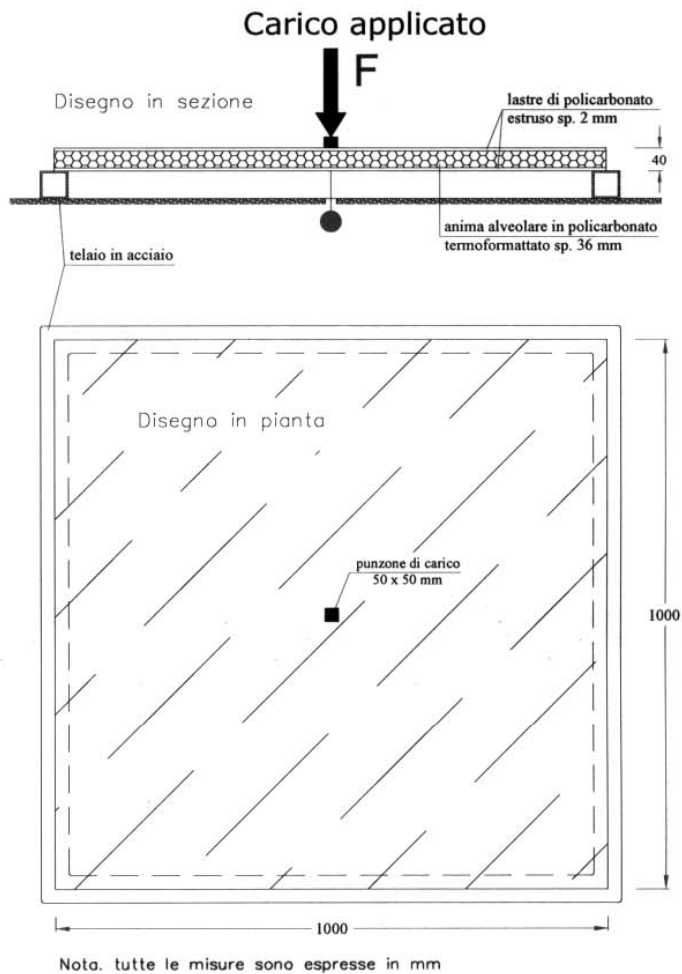 Carico applicato
F
Disegno in sezione
lastre di policarbonato
estruso sp. 2 mm
40
anima alveolare in policarbonato
termoformattato sp. 36 mm
telaio in acciaio
Disegno in pianta
punzone di carico
50 x 50 mm
1000
1000
Nota. tutte le misure sono espresse in mm